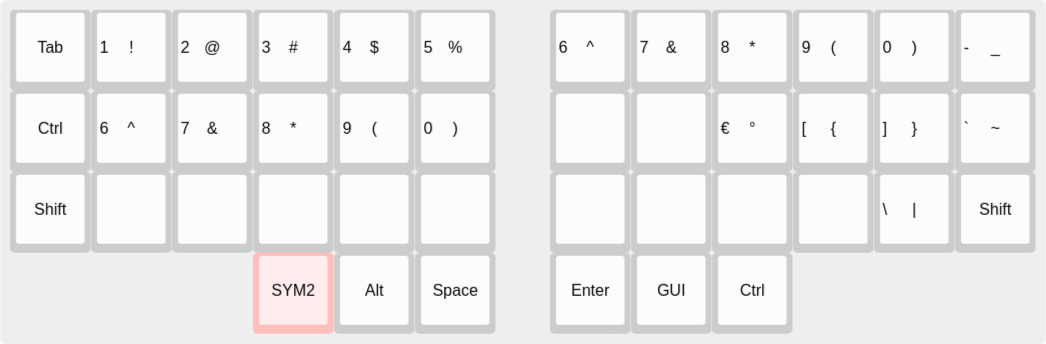 Tab 1 ! 2 @ 3 # 4 $ 5 % 6 ^ 7 & 8 * 9 ( 0 ) - _
Ctrl 6 ^ 7 & 8 * 9 ( 0 ) € ° [ { ] } ` ~
Shift \ | Shift
SYM2 Alt Space Enter GUI Ctrl